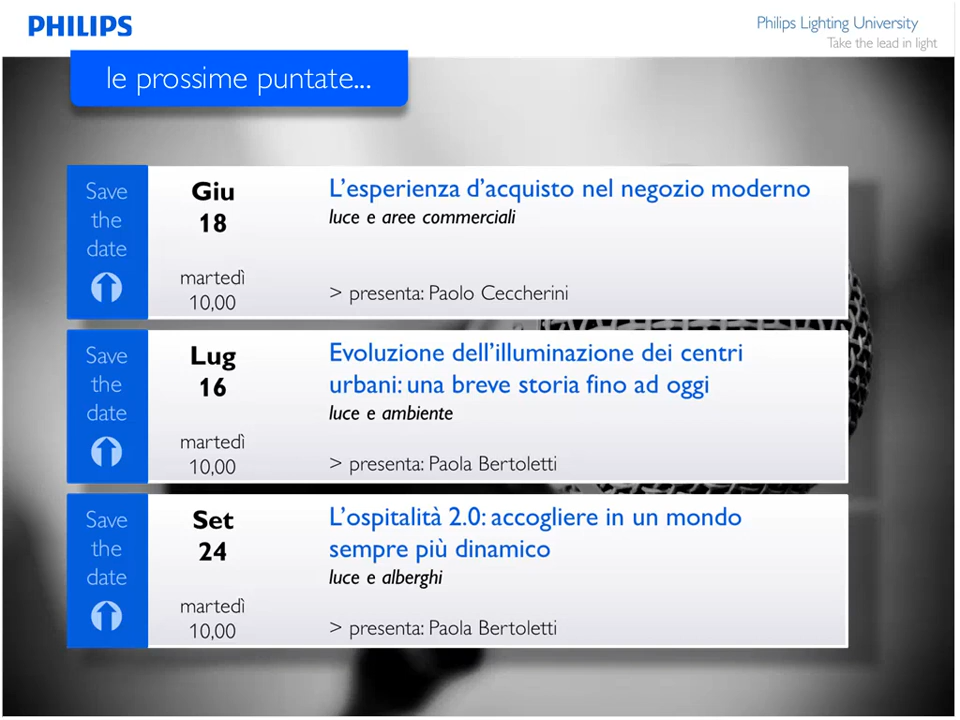 PHILIPS
Philips Lighting University
Take the lead in light
le prossime puntate...
Save
the
date
Giu
18
martedì
10,00
L'esperienza d'acquisto nel negozio moderno
luce e aree commerciali
> presenta: Paolo Ceccherini
Save
the
date
Lug
16
martedì
10,00
Evoluzione dell'illuminazione dei centri
urbani: una breve storia fino ad oggi
luce e ambiente
> presenta: Paola Bertoletti
Save
the
date
Set
24
martedì
10,00
L'ospitalità 2.0: accogliere in un mondo
sempre più dinamico
luce e alberghi
> presenta: Paola Bertoletti